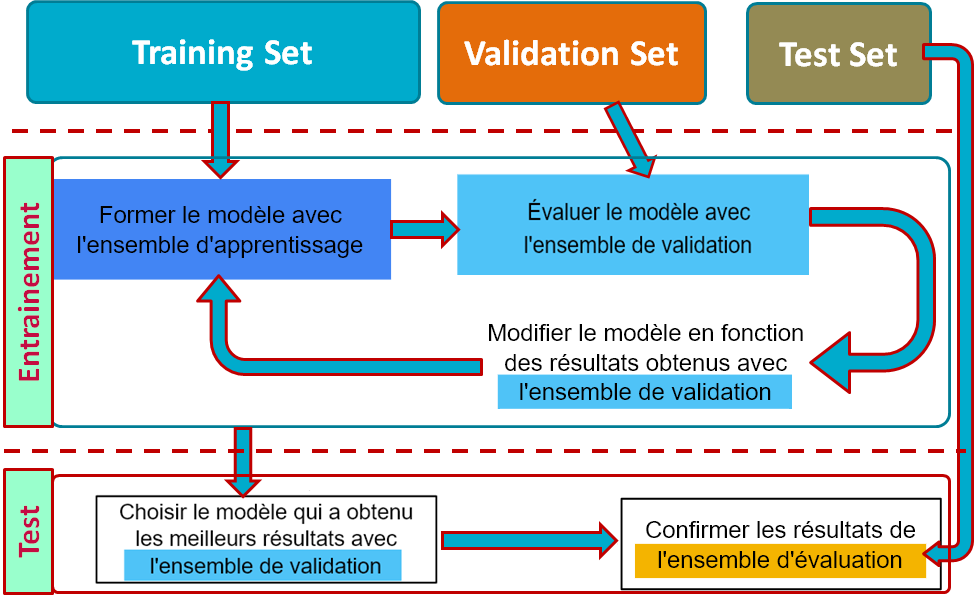 Training Set
Validation Set
Test Set
Entrainement
Former le modèle avec
l'ensemble d'apprentissage
Évaluer le modèle avec
l'ensemble de validation
Modifier le modèle en fonction
des résultats obtenus avec
l'ensemble de validation
Test
Choisir le modèle qui a obtenu
les meilleurs résultats avec
l'ensemble de validation
Confirmer les résultats de
l'ensemble d'évaluation